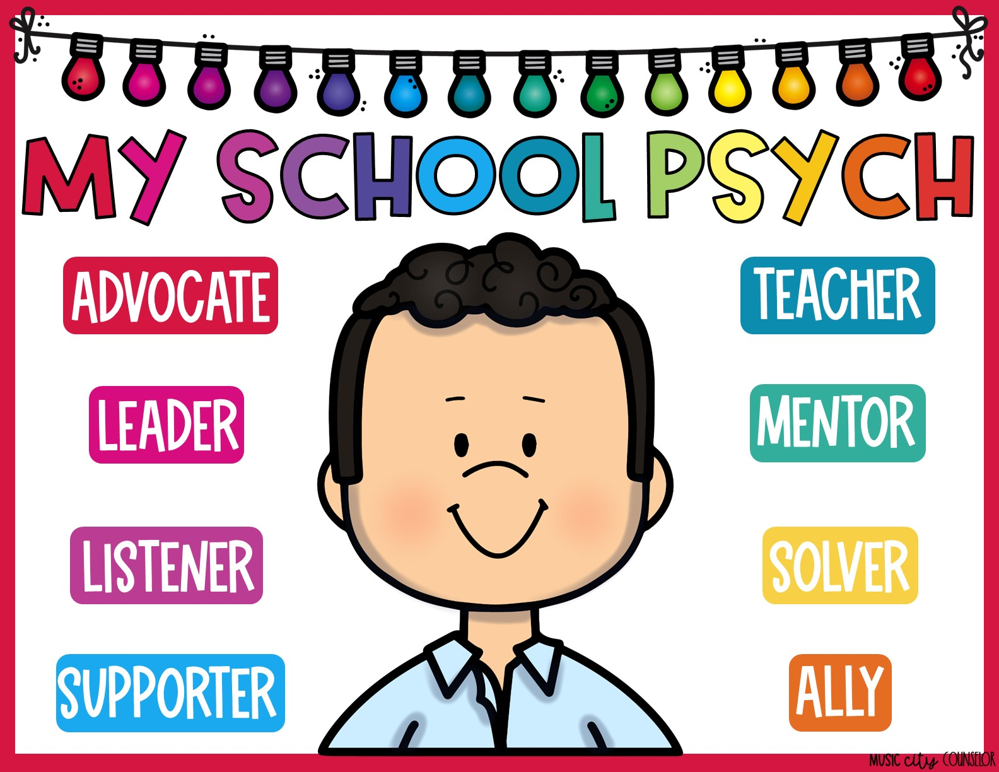 MY SCHOOL PSYCH
ADVOCATE
LEADER
LISTENER
SUPPORTER
TEACHER
MENTOR
SOLVER
ALLY
MUSIC city COUNSELOR